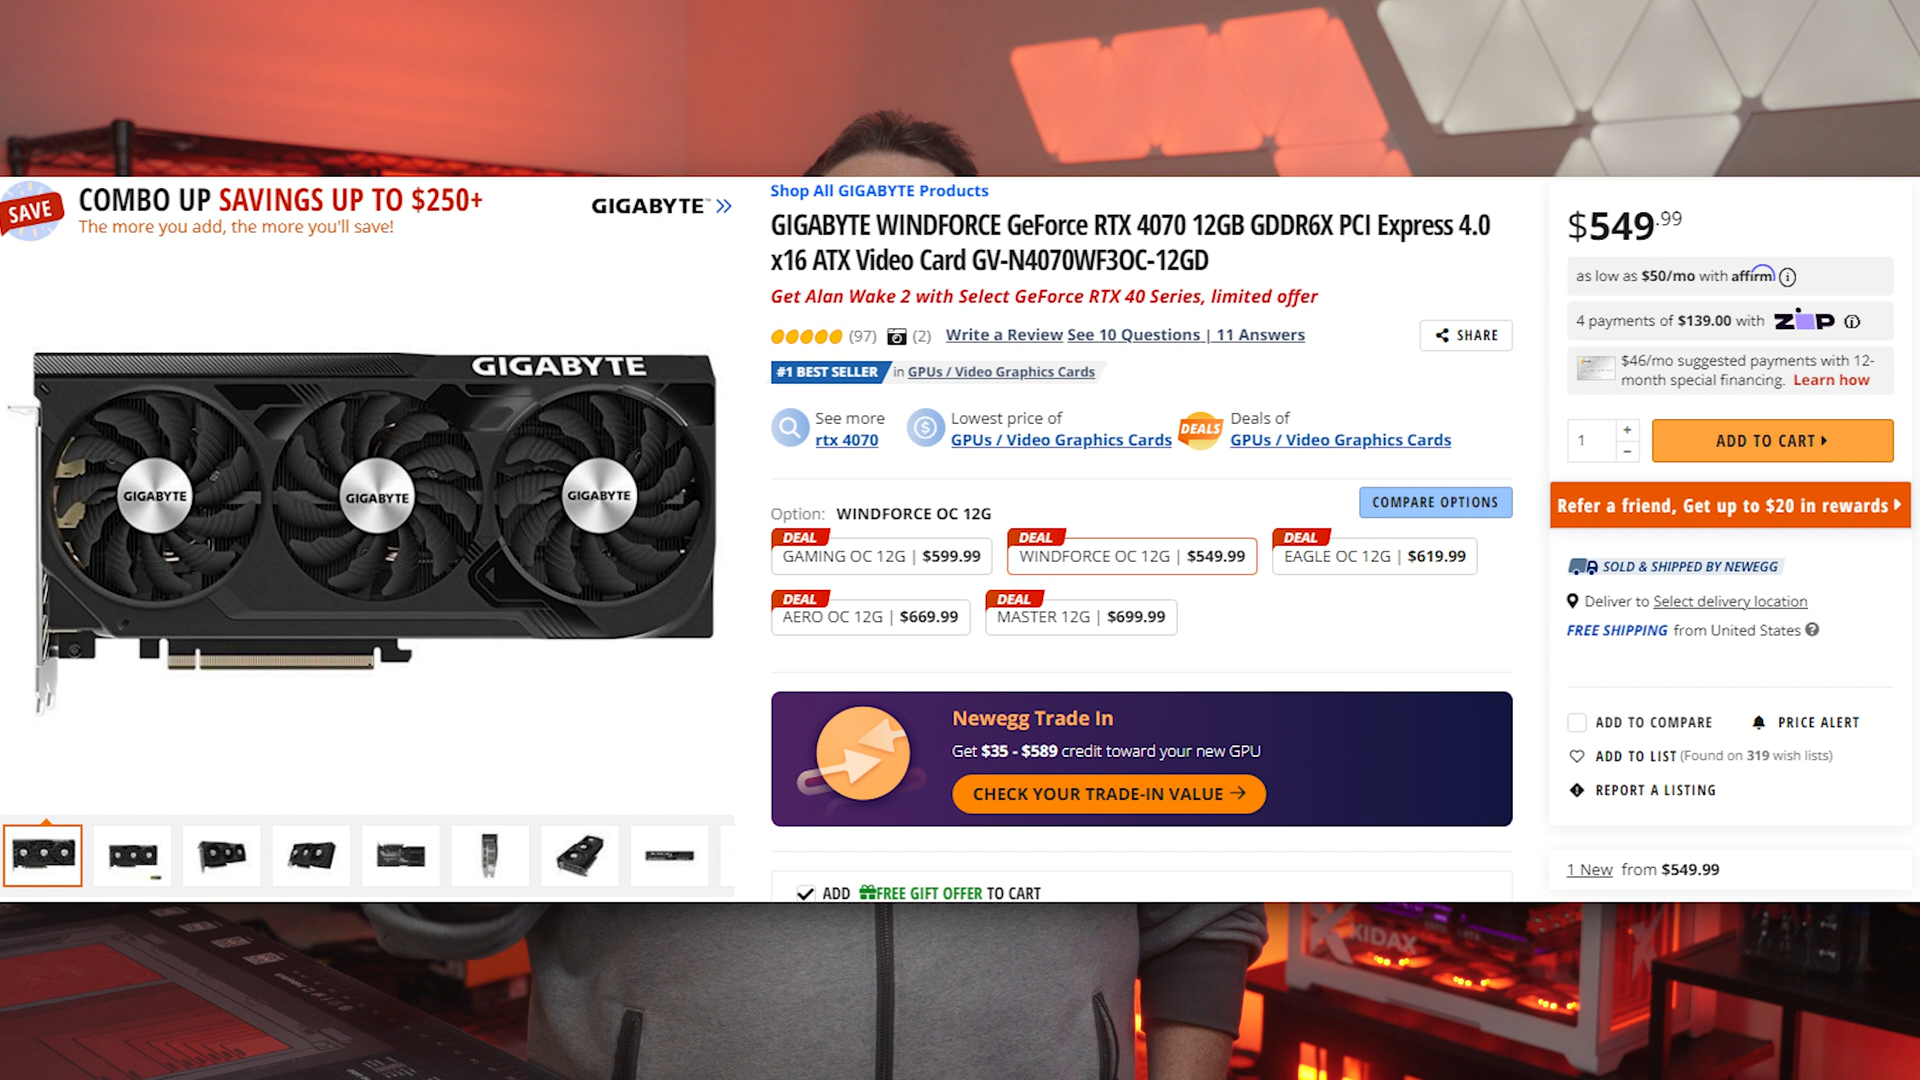 SAVE
COMBO UP SAVINGS UP TO $250+
The more you add, the more you'll save!
GIGABYTE™ »
GIGABYTE
GIGABYTE
GIGABYTE
GIGABYTE
Shop All GIGABYTE Products
GIGABYTE WINDFORCE GeForce RTX 4070 12GB GDDR6X PCI Express 4.0
x16 ATX Video Card GV-N4070WF3OC-12GD
Get Alan Wake 2 with Select GeForce RTX 40 Series, limited offer
(97) (2) Write a Review See 10 Questions | 11 Answers
SHARE
#1 BEST SELLER in GPUs / Video Graphics Cards
See more
rtx 4070
Lowest price of
GPUs / Video Graphics Cards
DEALS
Deals of
GPUs / Video Graphics Cards
Option: WINDFORCE OC 12G
COMPARE OPTIONS
DEAL
GAMING OC 12G | $599.99
DEAL
WINDFORCE OC 12G | $549.99
DEAL
EAGLE OC 12G | $619.99
DEAL
AERO OC 12G | $669.99
DEAL
MASTER 12G | $699.99
Newegg Trade In
Get $35 - $589 credit toward your new GPU
CHECK YOUR TRADE-IN VALUE →
ADD FREE GIFT OFFER TO CART
$549.99
as low as $50/mo with affirm
4 payments of $139.00 with ZIP
$46/mo suggested payments with 12-
month special financing. Learn how
1 + −
ADD TO CART
Refer a friend, Get up to $20 in rewards
SOLD & SHIPPED BY NEWEGG
Deliver to Select delivery location
FREE SHIPPING from United States ?
ADD TO COMPARE
PRICE ALERT
ADD TO LIST (Found on 319 wish lists)
REPORT A LISTING
1 New from $549.99
XIDAX